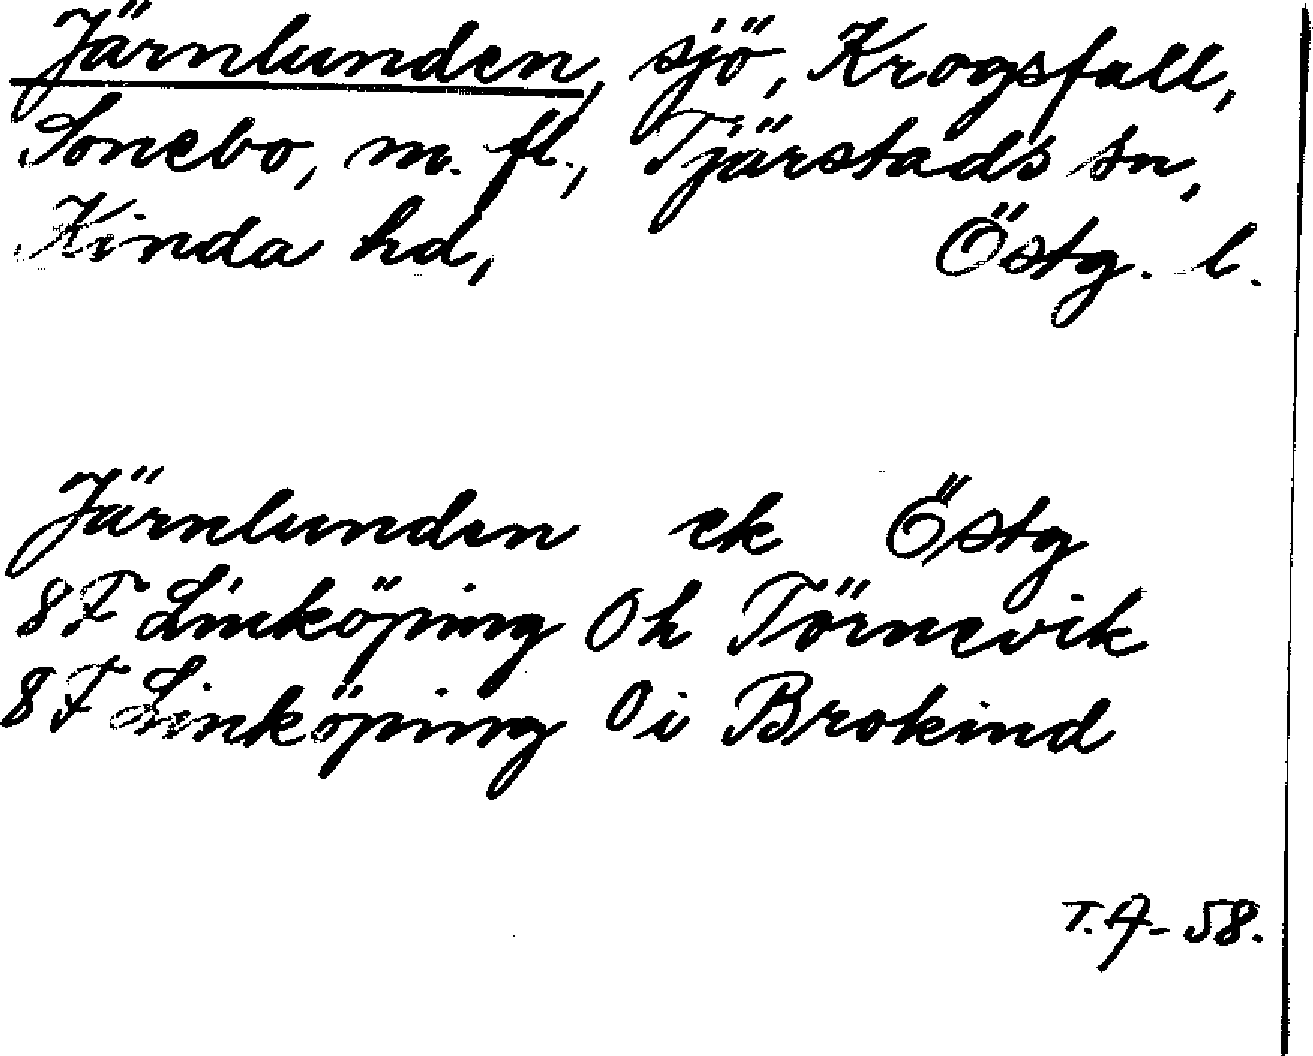 Järnlunden, sjö, Krogsfall,
Sonebo, m. fl., Tjärstads sn,
Kinda hd, Östg. l.
Järnlunden ek Östg
8F Linköping 0h Törnevik
8F Linköping 0i Brokind
T.A-58.